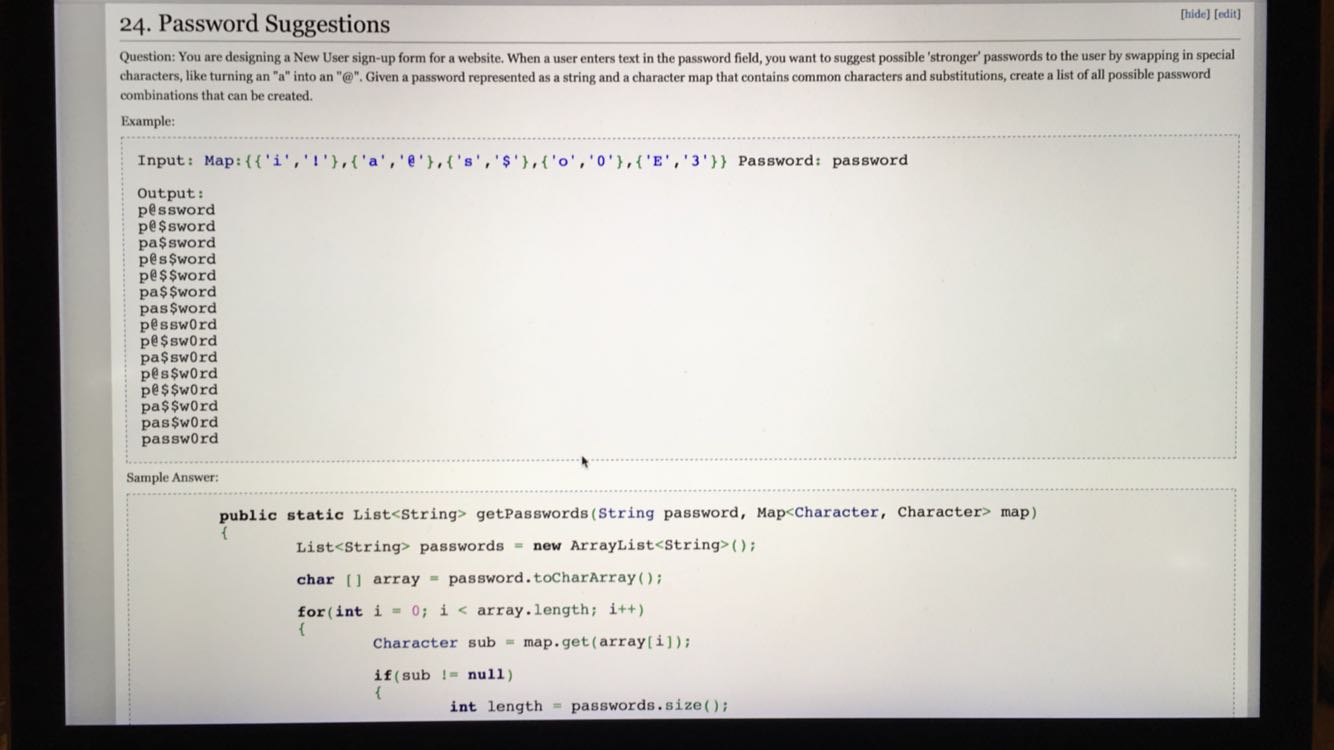 24. Password Suggestions
[hide] [edit]
Question: You are designing a New User sign-up form for a website. When a user enters text in the password field, you want to suggest possible 'stronger' passwords to the user by swapping in special
characters, like turning an "a" into an "@". Given a password represented as a string and a character map that contains common characters and substitutions, create a list of all possible password
combinations that can be created.
Example:
Input: Map:{{'i','!'},{'a','@'},{'s','$'},{'o','0'},{'E','3'}} Password: password
Output:
p@ssword
p@$sword
pa$sword
p@s$word
p@$$word
pa$$word
pas$word
p@ssw0rd
p@$sw0rd
pa$sw0rd
p@s$w0rd
p@$$w0rd
pa$$w0rd
pas$w0rd
passw0rd
Sample Answer:
public static List<String> getPasswords(String password, Map<Character, Character> map)
{
List<String> passwords = new ArrayList<String>();
char [] array = password.toCharArray();
for(int i = 0; i < array.length; i++)
{
Character sub = map.get(array[i]);
if(sub != null)
{
int length = passwords.size();